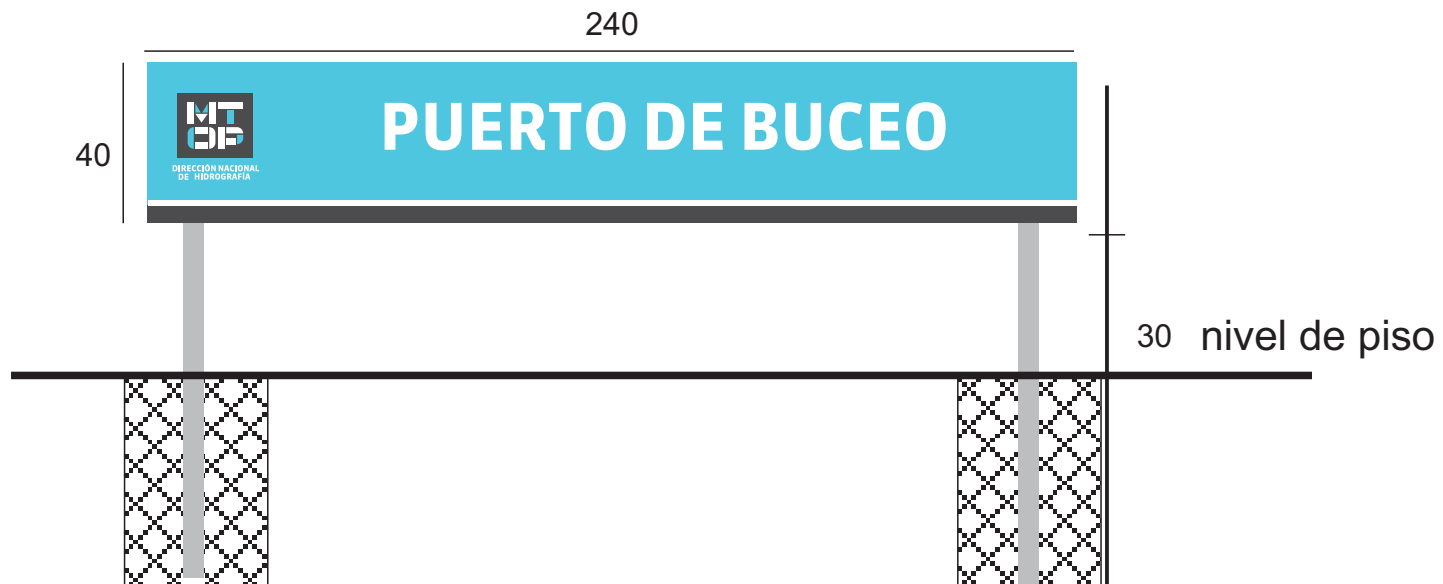 240
40
MT
OP
DIRECCIÓN NACIONAL
DE HIDROGRAFÍA
PUERTO DE BUCEO
30 nivel de piso